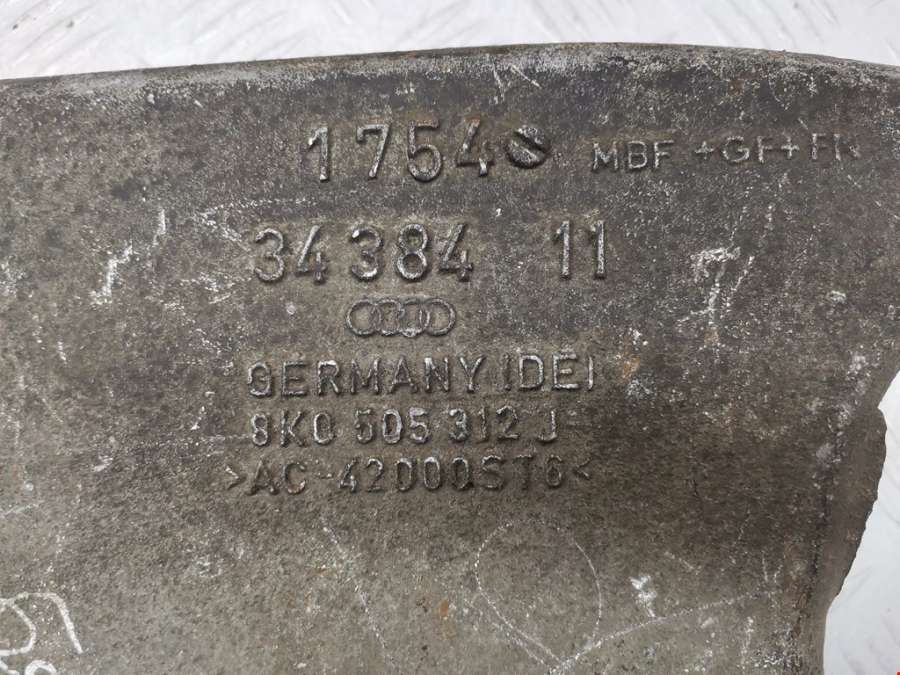 1754
MBF +GF+ FN
34 384 11
GERMANY (DE)
8K0 505 312 J
>AC-42000ST6<